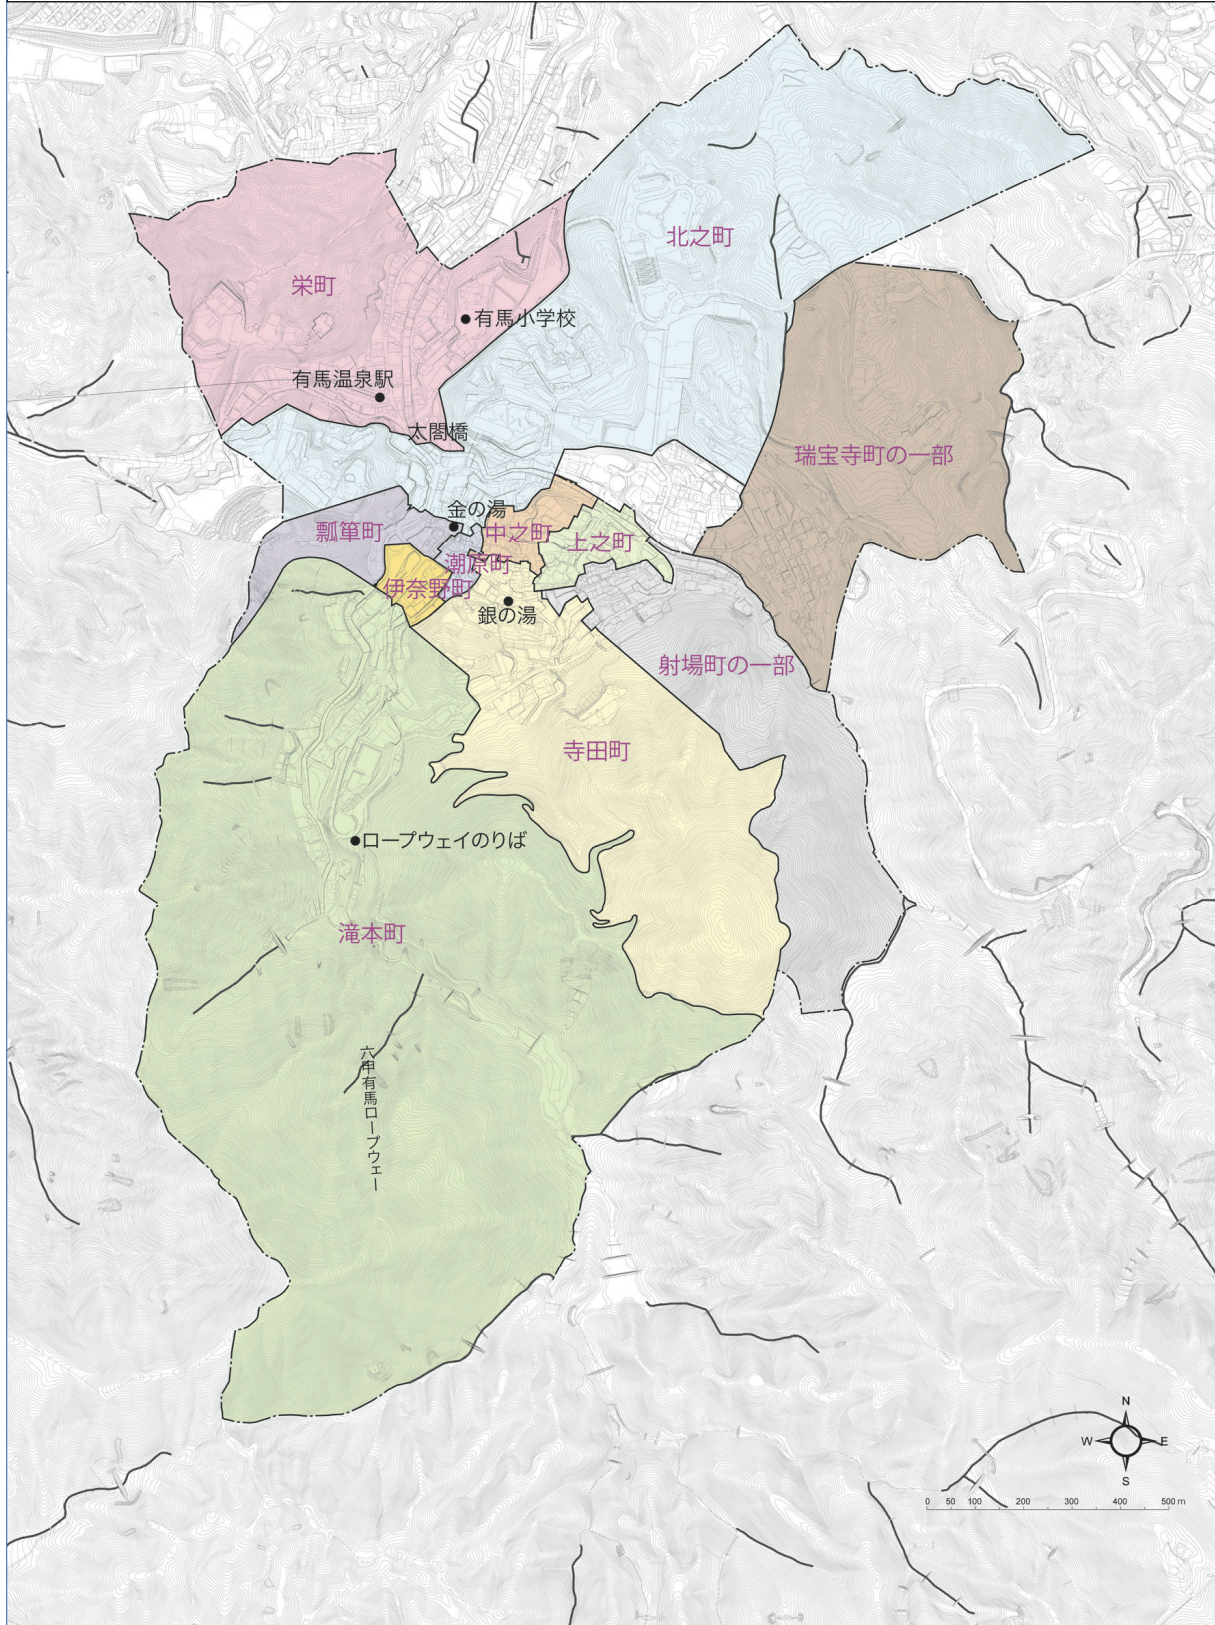 北之町
栄町
有馬小学校
有馬温泉駅
太閤橋
瑞宝寺町の一部
金の湯
瓢箪町
中之町
上之町
潮原町
伊奈野町
銀の湯
射場町の一部
寺田町
ロープウェイのりば
滝本町
六甲有馬ロープウェー
N
W E
S
0 50 100 200 300 400 500 m